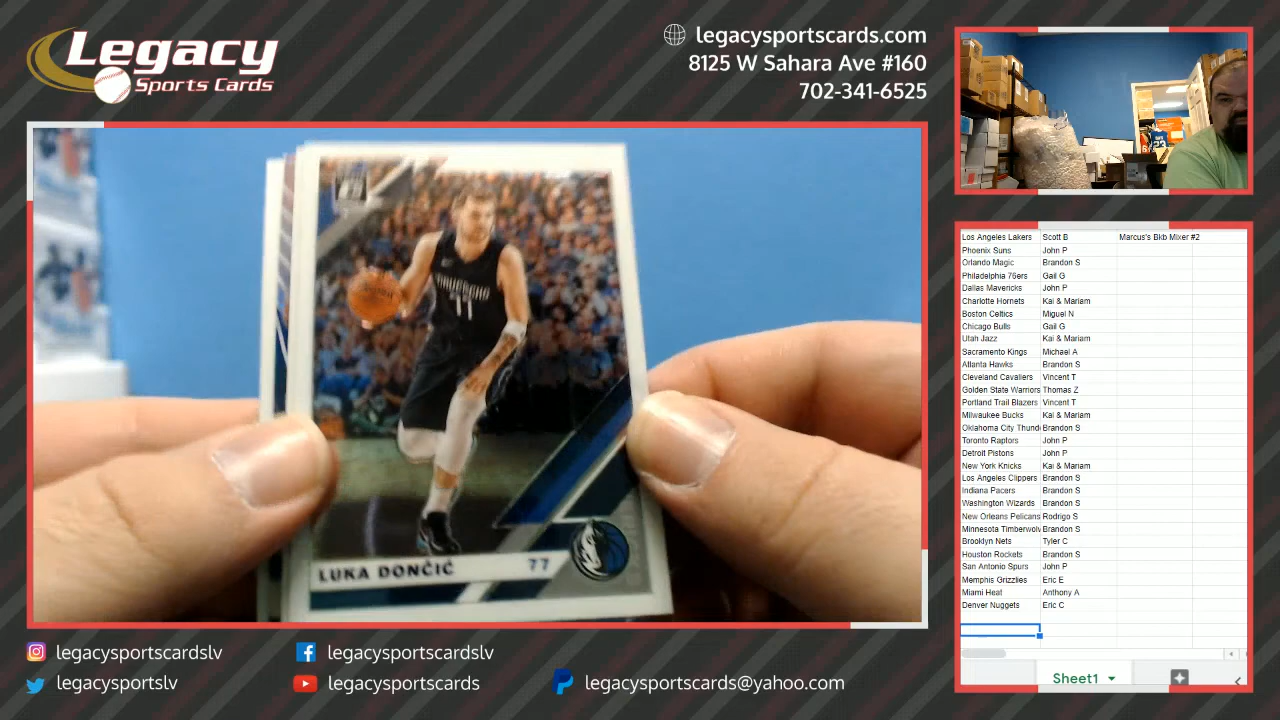 Legacy
Sports Cards
legacysportscards.com
8125 W Sahara Ave #160
702-341-6525
LUKA DONČIĆ 77
Los Angeles Lakers Scott B Marcus's Bkb Mixer #2
Phoenix Suns John P
Orlando Magic Brandon S
Philadelphia 76ers Gail G
Dallas Mavericks John P
Charlotte Hornets Kai & Mariam
Boston Celtics Miguel N
Chicago Bulls Gail G
Utah Jazz Kai & Mariam
Sacramento Kings Michael A
Atlanta Hawks Brandon S
Cleveland Cavaliers Vincent T
Golden State Warriors Thomas Z
Portland Trail Blazers Vincent T
Milwaukee Bucks Kai & Mariam
Oklahoma City Thund Brandon S
Toronto Raptors John P
Detroit Pistons John P
New York Knicks Kai & Mariam
Los Angeles Clippers Brandon S
Indiana Pacers Brandon S
Washington Wizards Brandon S
New Orleans Pelicans Rodrigo S
Minnesota Timberwolv Brandon S
Brooklyn Nets Tyler C
Houston Rockets Brandon S
San Antonio Spurs John P
Memphis Grizzlies Eric E
Miami Heat Anthony A
Denver Nuggets Eric C
Sheet1
legacysportscardslv
legacysportscardslv
legacysportslv
legacysportscards
legacysportscards@yahoo.com